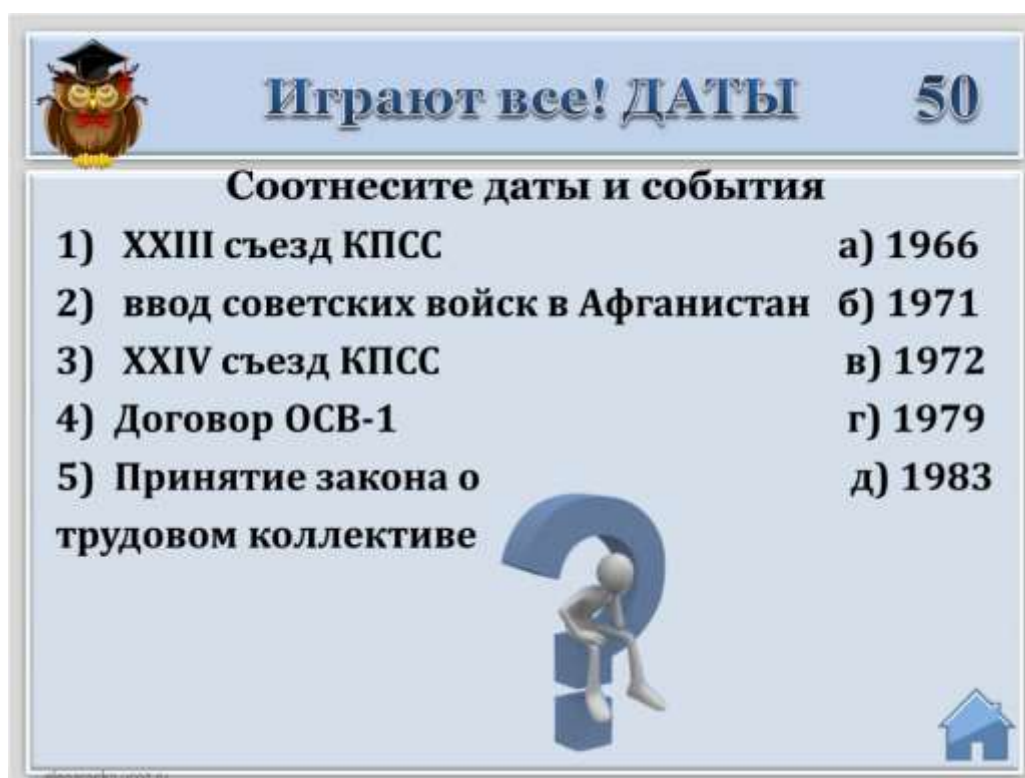 Играют все! ДАТЫ 50
Соотнесите даты и события
1) XXIII съезд КПСС а) 1966
2) ввод советских войск в Афганистан б) 1971
3) XXIV съезд КПСС в) 1972
4) Договор ОСВ-1 г) 1979
5) Принятие закона о д) 1983
трудовом коллективе